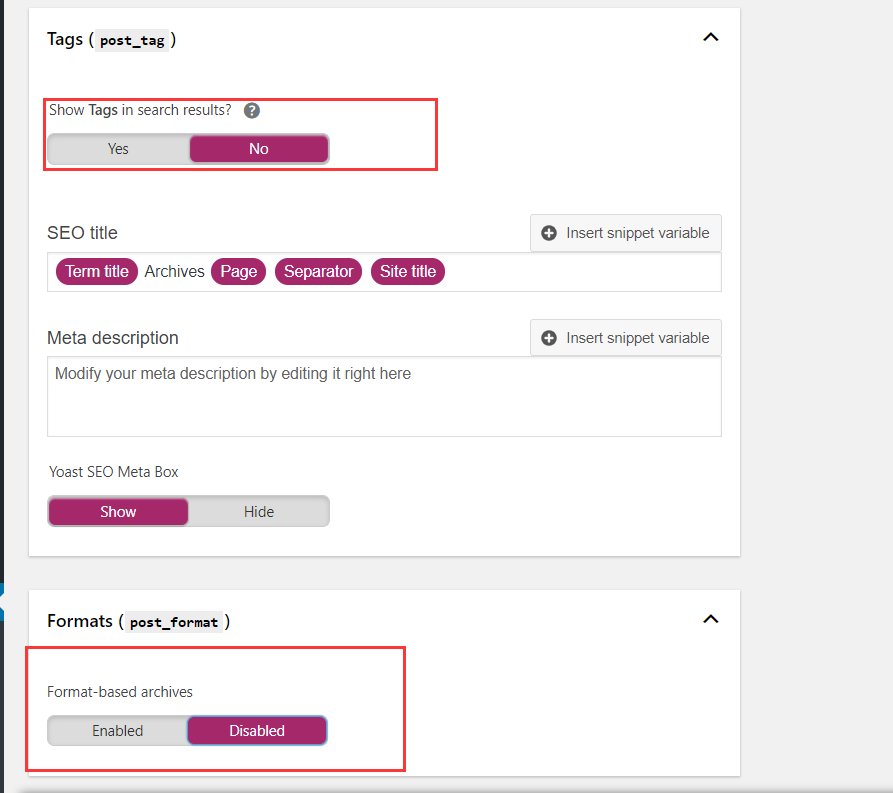 Tags ( post_tag )
Show Tags in search results? ?
Yes No
SEO title
Insert snippet variable
Term title Archives Page Separator Site title
Meta description
Insert snippet variable
Modify your meta description by editing it right here
Yoast SEO Meta Box
Show Hide
Formats ( post_format )
Format-based archives
Enabled Disabled